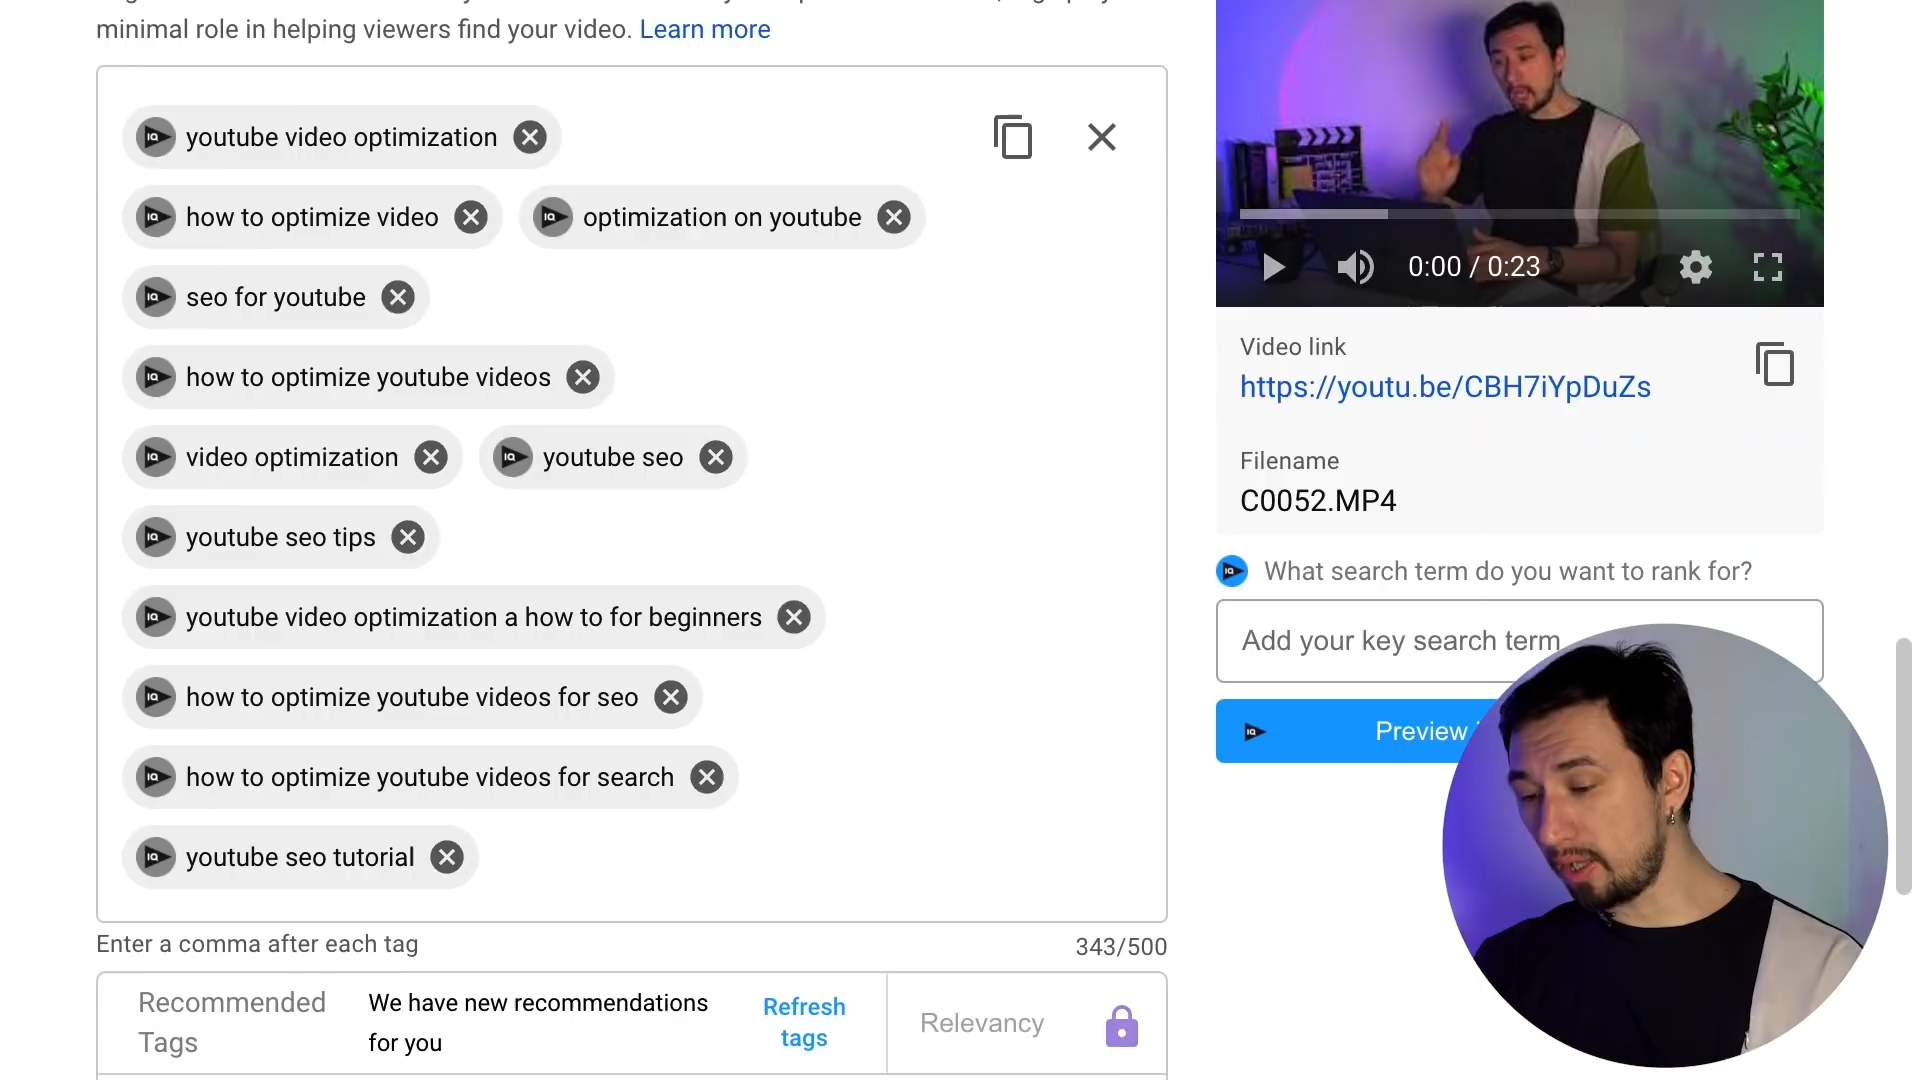 minimal role in helping viewers find your video. Learn more
youtube video optimization
how to optimize video
optimization on youtube
seo for youtube
how to optimize youtube videos
video optimization
youtube seo
youtube seo tips
youtube video optimization a how to for beginners
how to optimize youtube videos for seo
how to optimize youtube videos for search
youtube seo tutorial
Enter a comma after each tag
343/500
Recommended Tags
We have new recommendations for you
Refresh tags
Relevancy
0:00 / 0:23
Video link
https://youtu.be/CBH7iYpDuZs
Filename
C0052.MP4
What search term do you want to rank for?
Add your key search term
Preview